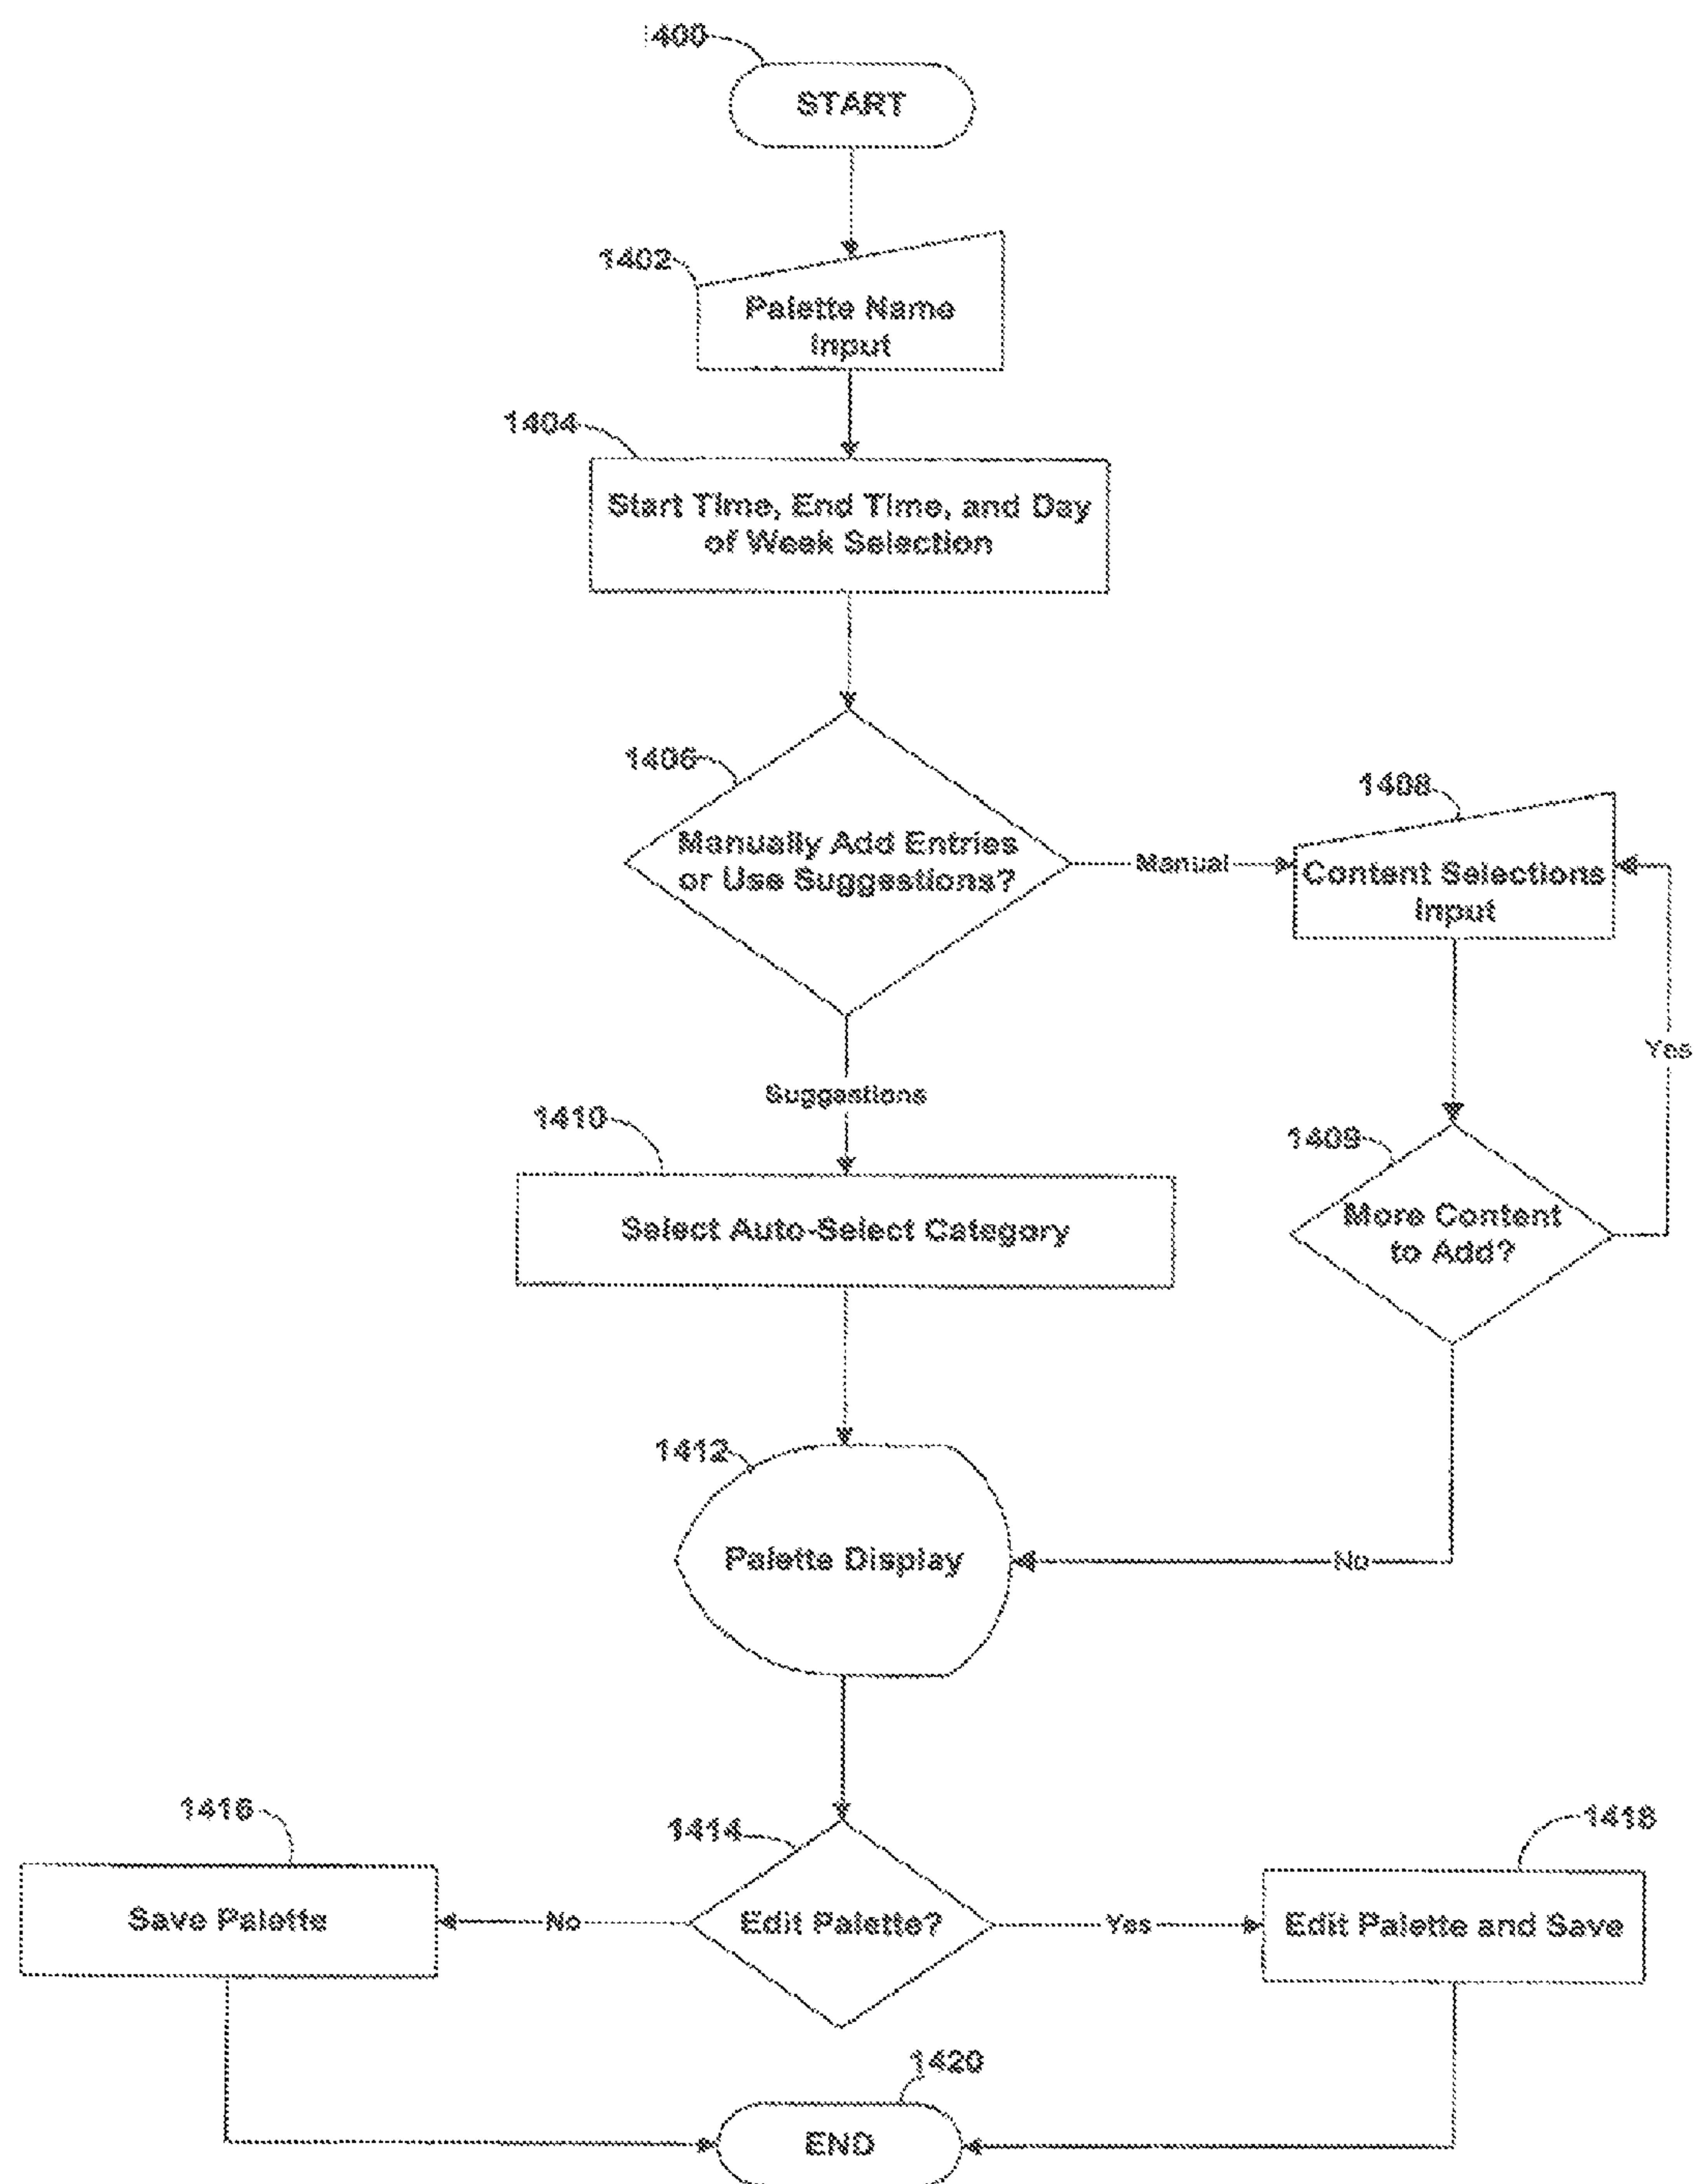 1400
START
1402
Palette Name
Input
1404
Start Time, End Time, and Day
of Week Selection
1406
Manually Add Entries
or Use Suggestions?
Manual
1408
Content Selections
Input
Yes
Suggestions
1410
Select Auto-Select Category
1409
More Content
to Add?
1412
Palette Display
No
1416
Save Palette
No
1414
Edit Palette?
Yes
1418
Edit Palette and Save
1420
END